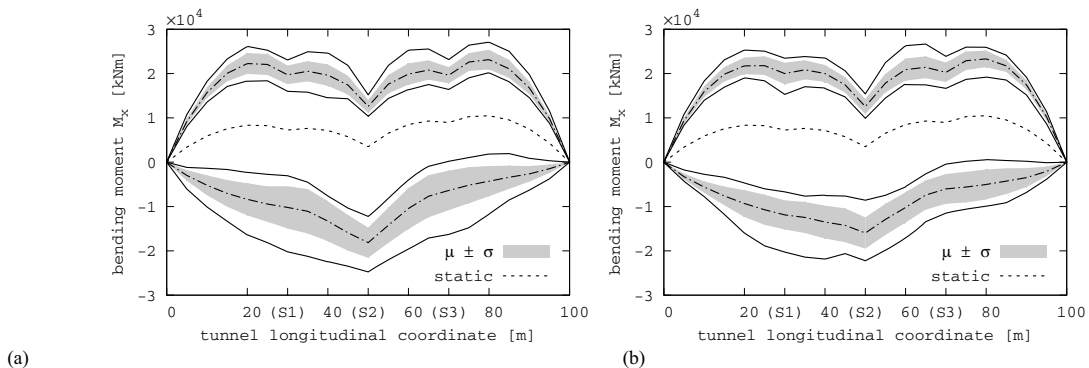 ×10⁴
3
2
1
0
-1
-2
-3
bending moment Mx [kNm]
μ ± σ
static
0 20 (S1) 40 (S2) 60 (S3) 80 100
tunnel longitudinal coordinate [m]
(a)
×10⁴
3
2
1
0
-1
-2
-3
bending moment Mx [kNm]
μ ± σ
static
0 20 (S1) 40 (S2) 60 (S3) 80 100
tunnel longitudinal coordinate [m]
(b)